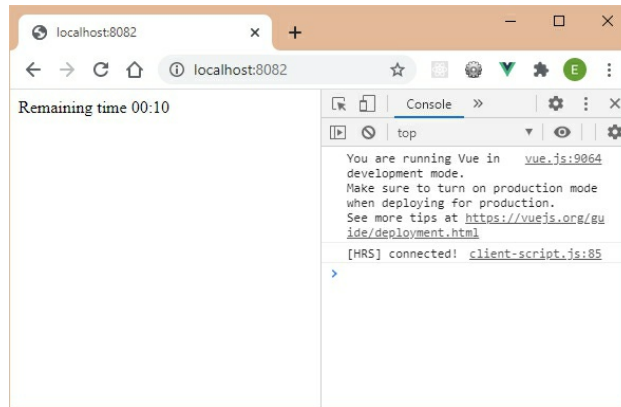 localhost:8082
localhost:8082
E
Remaining time 00:10
Console
top
You are running Vue in vue.js:9064
development mode.
Make sure to turn on production mode
when deploying for production.
See more tips at https://vuejs.org/gu
ide/deployment.html
[HRS] connected! client-script.js:85